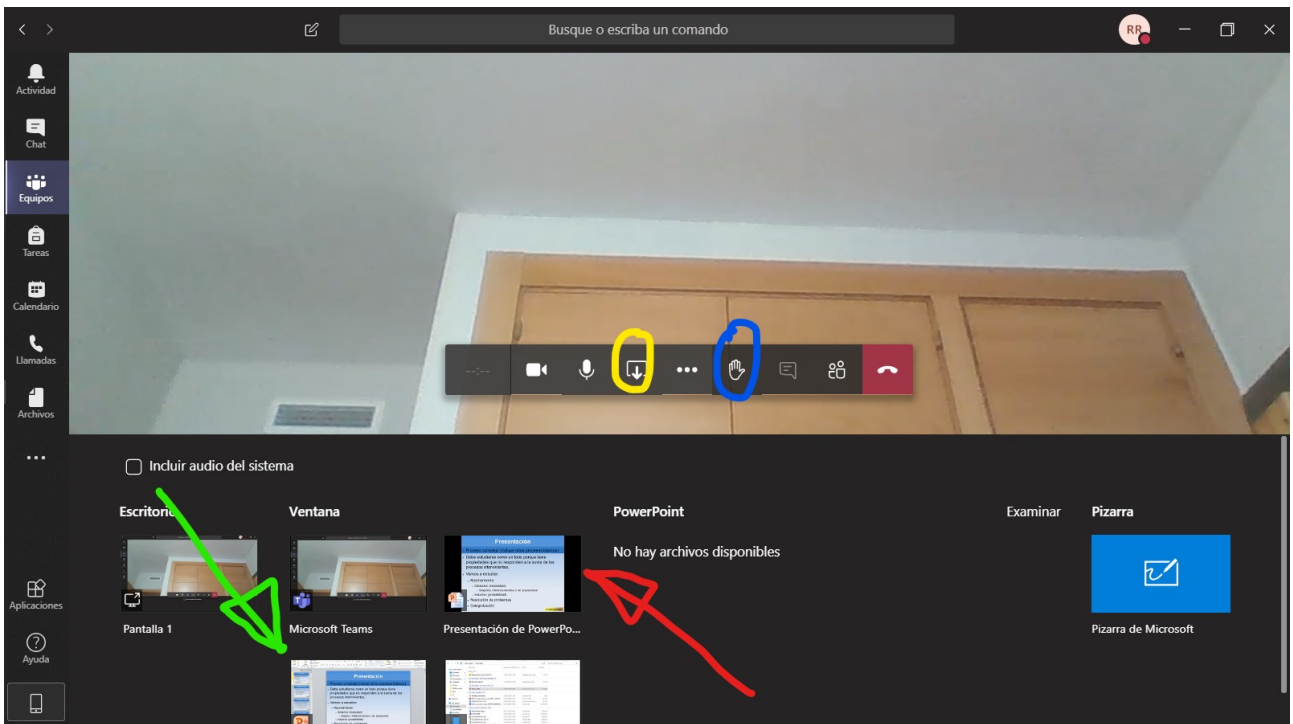 Busque o escriba un comando
RR
Actividad
Chat
Equipos
Tareas
Calendario
Llamadas
Archivos
Aplicaciones
Ayuda
--:--
Incluir audio del sistema
Escritorio
Ventana
PowerPoint
Examinar
Pizarra
No hay archivos disponibles
Presentación
Pantalla 1
Microsoft Teams
Presentación de PowerPo...
Pizarra de Microsoft
Presentación